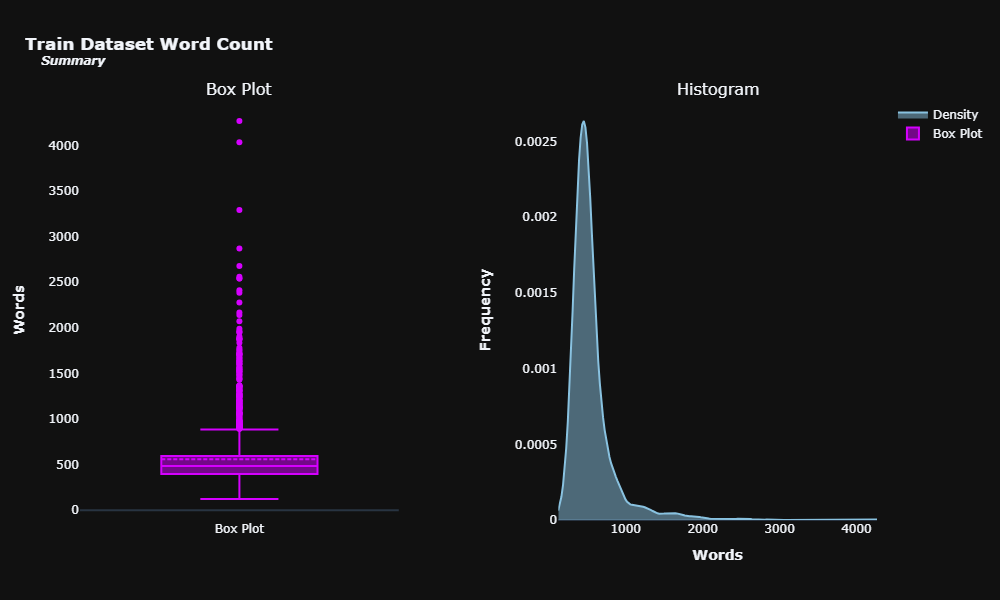 Train Dataset Word Count
Summary
Box Plot
Histogram
Density
Box Plot
Words
4000
3500
3000
2500
2000
1500
1000
500
0
Box Plot
Frequency
0.0025
0.002
0.0015
0.001
0.0005
0
1000
2000
3000
4000
Words